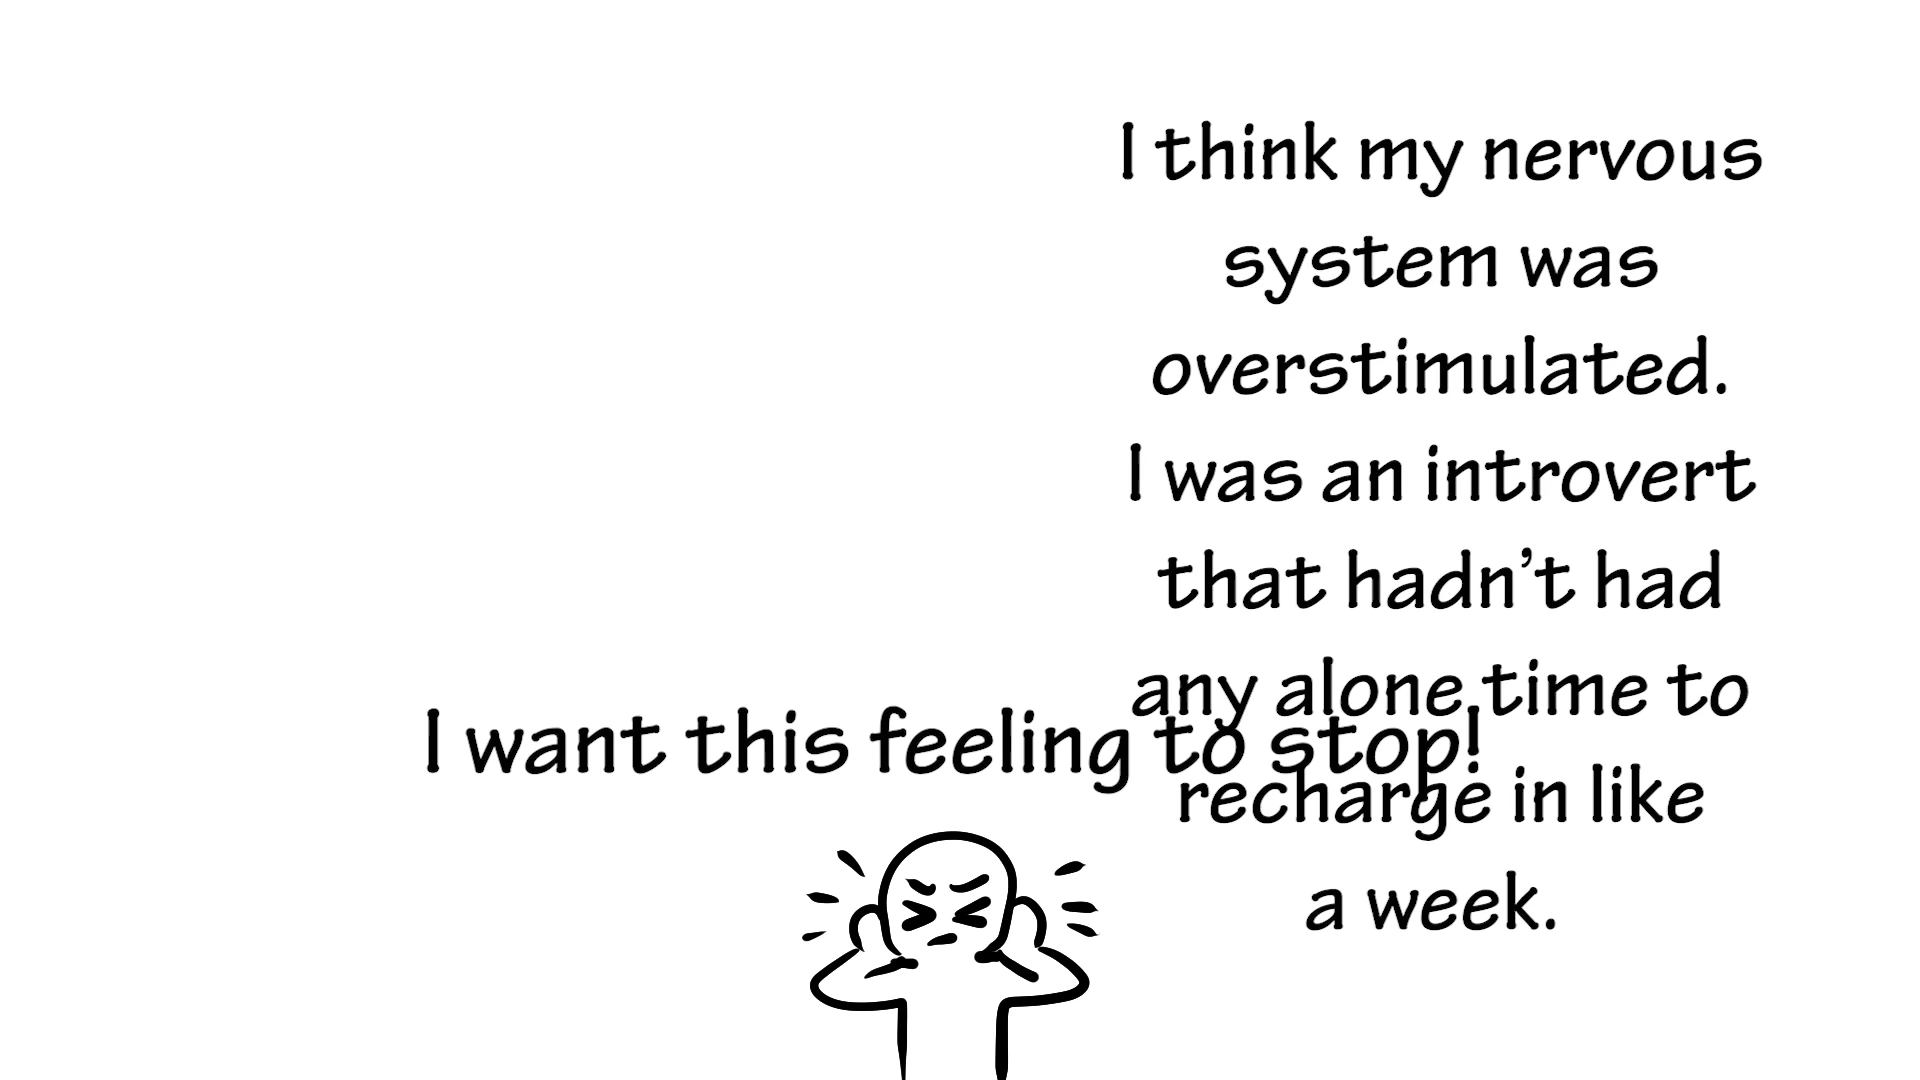 I think my nervous
system was
overstimulated.
I was an introvert
that hadn’t had
any alone time to
recharge in like
a week.
I want this feeling to stop!